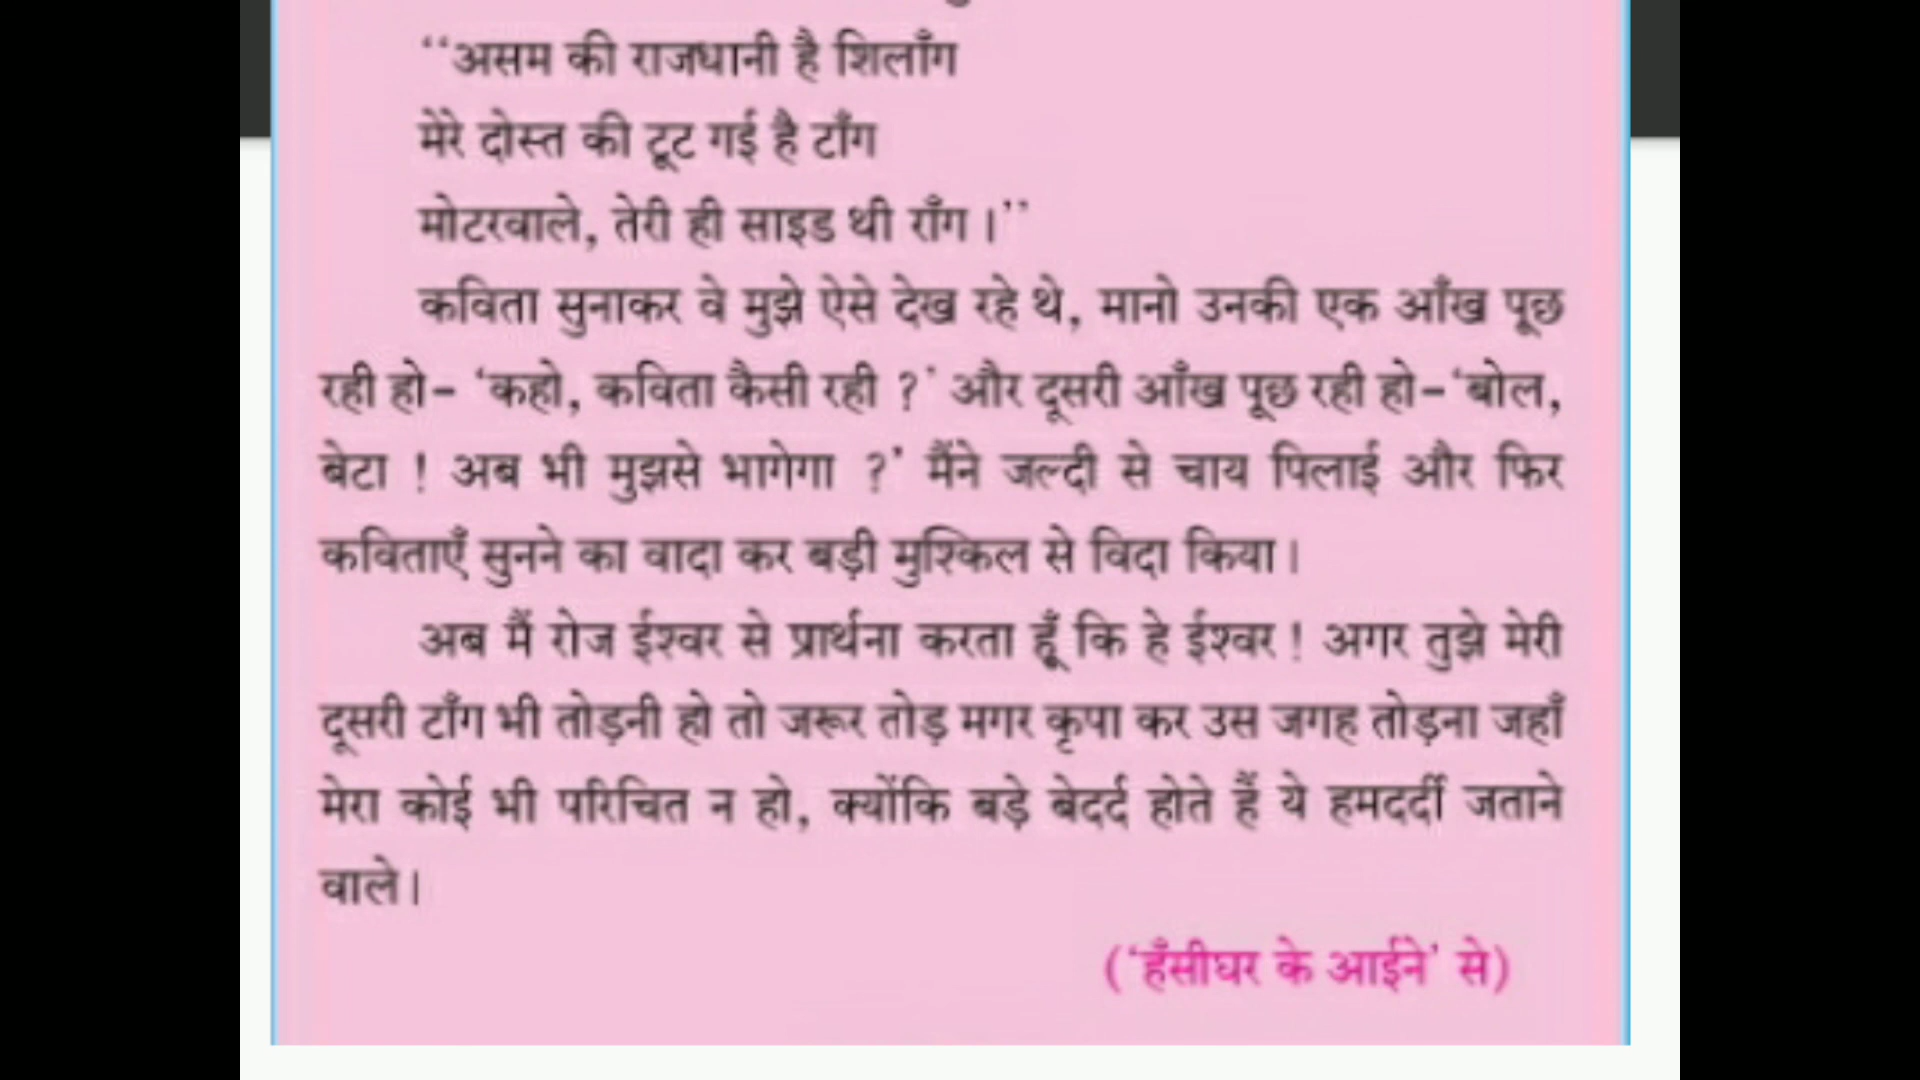 ‘‘असम की राजधानी है शिलाँग
मेरे दोस्त की टूट गई है टाँग
मोटरवाले, तेरी ही साइड थी राँग ।’’
कविता सुनाकर वे मुझे ऐसे देख रहे थे, मानो उनकी एक आँख पूछ
रही हो- ‘कहो, कविता कैसी रही ?’ और दूसरी आँख पूछ रही हो-‘बोल,
बेटा ! अब भी मुझसे भागेगा ?’ मैंने जल्दी से चाय पिलाई और फिर
कविताएँ सुनने का वादा कर बड़ी मुश्किल से विदा किया ।
अब मैं रोज ईश्वर से प्रार्थना करता हूँ कि हे ईश्वर ! अगर तुझे मेरी
दूसरी टाँग भी तोड़नी हो तो जरूर तोड़ मगर कृपा कर उस जगह तोड़ना जहाँ
मेरा कोई भी परिचित न हो, क्योंकि बड़े बेदर्द होते हैं ये हमदर्दी जताने
वाले ।
(‘हँसीघर के आईने’ से)